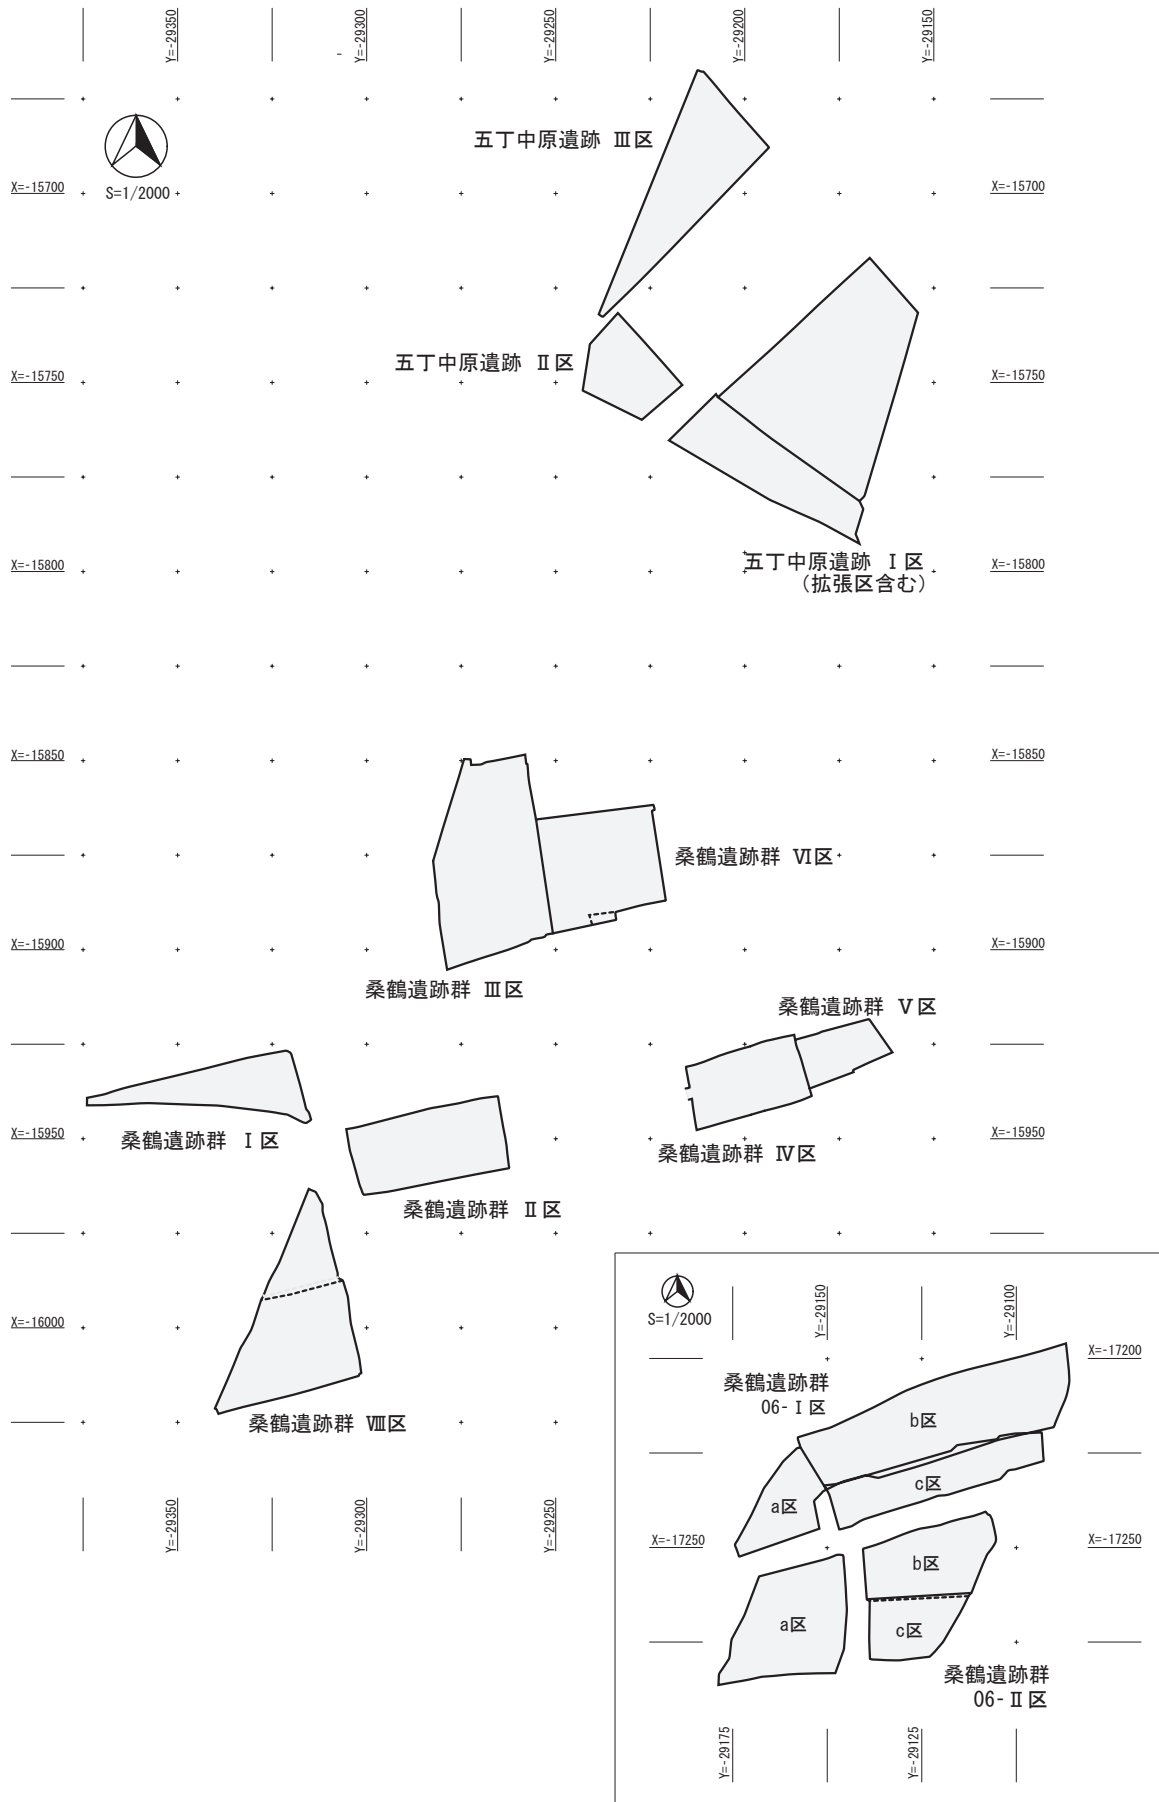 Y=-29350
Y=-29300
Y=-29250
Y=-29200
Y=-29150
S=1/2000
五丁中原遺跡 Ⅲ区
X=-15700
X=-15700
五丁中原遺跡 Ⅱ区
X=-15750
X=-15750
五丁中原遺跡 Ⅰ区
(拡張区含む)
X=-15800
X=-15800
X=-15850
X=-15850
桑鶴遺跡群 Ⅵ区
X=-15900
X=-15900
桑鶴遺跡群 Ⅲ区
桑鶴遺跡群 Ⅴ区
桑鶴遺跡群 Ⅰ区
X=-15950
X=-15950
桑鶴遺跡群 Ⅳ区
桑鶴遺跡群 Ⅱ区
X=-16000
桑鶴遺跡群 Ⅷ区
Y=-29350
Y=-29300
Y=-29250
S=1/2000
Y=-29150
Y=-29100
X=-17200
桑鶴遺跡群
06-Ⅰ区
b区
c区
a区
X=-17250
X=-17250
b区
a区
c区
桑鶴遺跡群
06-Ⅱ区
Y=-29175
Y=-29125